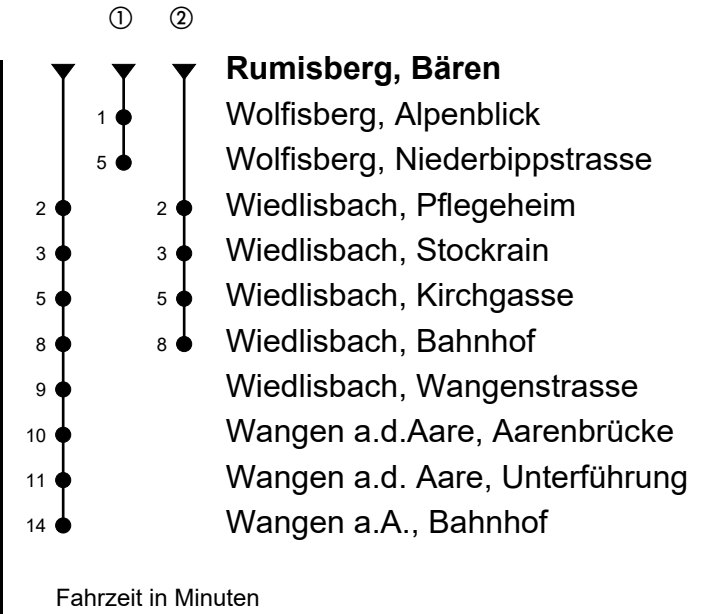 ① ②
Rumisberg, Bären
1 Wolfisberg, Alpenblick
5 Wolfisberg, Niederbippstrasse
2 2 Wiedlisbach, Pflegeheim
3 3 Wiedlisbach, Stockrain
5 5 Wiedlisbach, Kirchgasse
8 8 Wiedlisbach, Bahnhof
9 Wiedlisbach, Wangenstrasse
10 Wangen a.d.Aare, Aarenbrücke
11 Wangen a.d. Aare, Unterführung
14 Wangen a.A., Bahnhof
Fahrzeit in Minuten